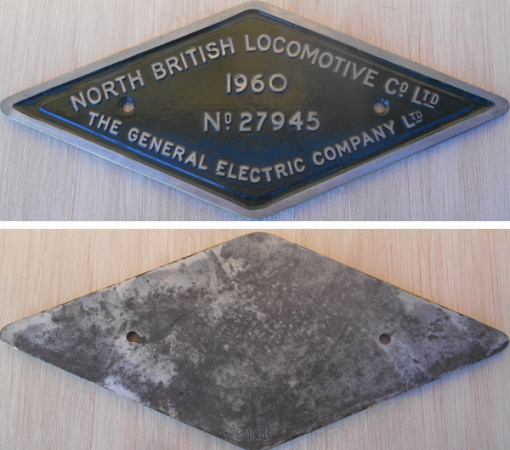 NORTH BRITISH LOCOMOTIVE Cº LTD
1960
Nº 27945
THE GENERAL ELECTRIC COMPANY LTD